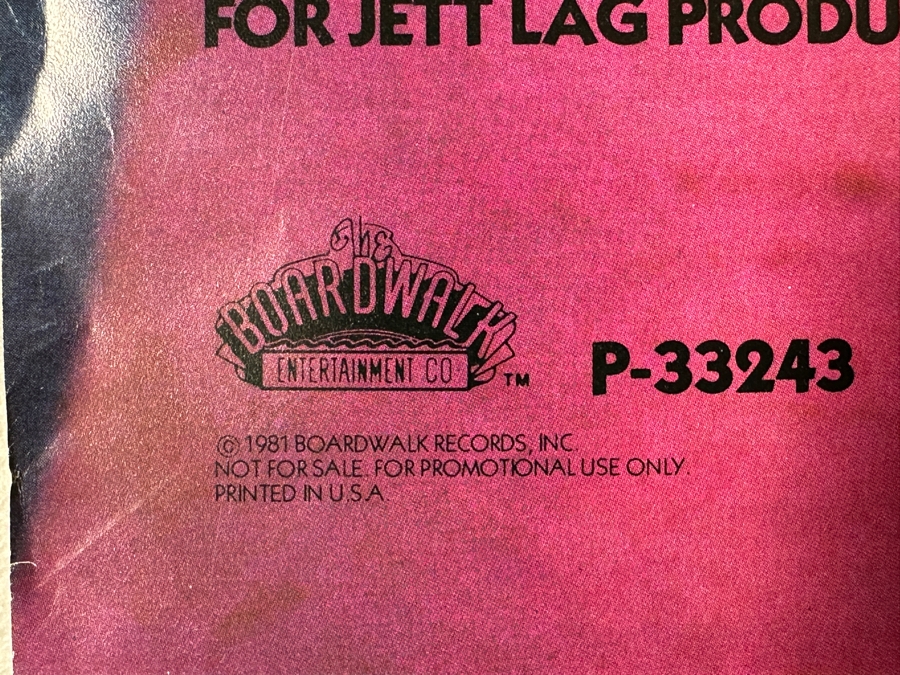 FOR JETT LAG PRODU
The
BOARDWALK
ENTERTAINMENT CO
TM
P-33243
© 1981 BOARDWALK RECORDS, INC.
NOT FOR SALE. FOR PROMOTIONAL USE ONLY.
PRINTED IN U.S.A.